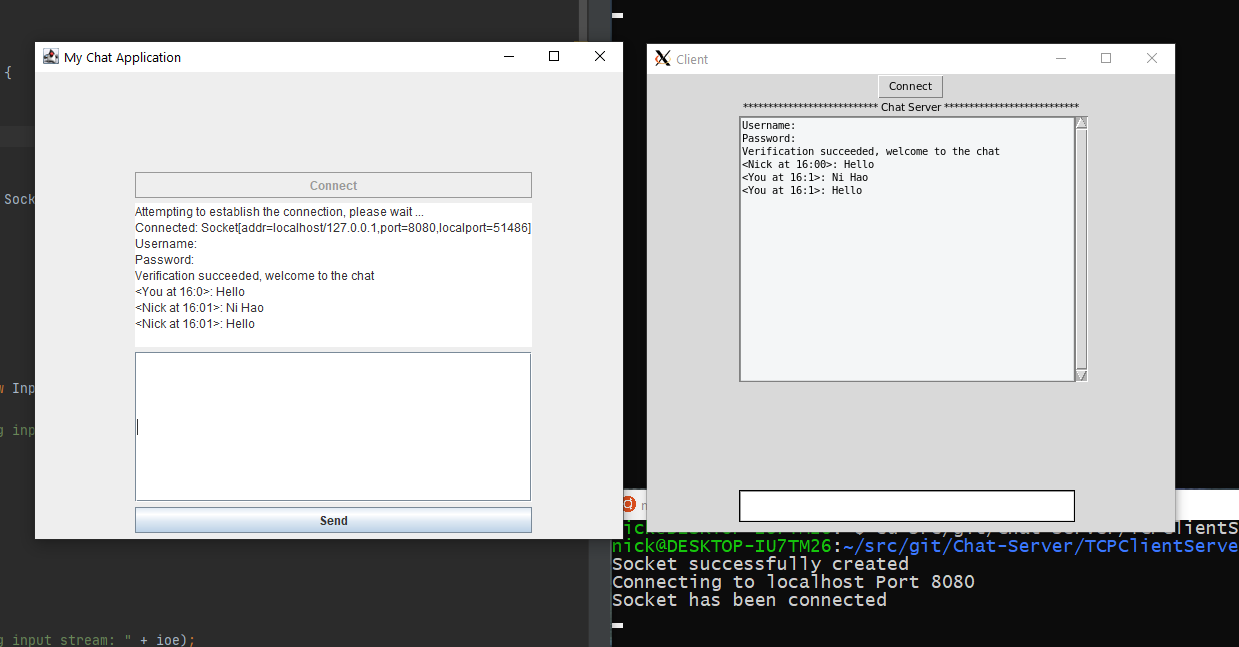 {
Sock
w Inp
g inp
g input stream: " + ioe);
My Chat Application
Connect
Attempting to establish the connection, please wait ...
Connected: Socket[addr=localhost/127.0.0.1,port=8080,localport=51486]
Username:
Password:
Verification succeeded, welcome to the chat
<You at 16:0>: Hello
<Nick at 16:01>: Ni Hao
<Nick at 16:01>: Hello
Send
Client
Connect
*************************** Chat Server ***************************
Username:
Password:
Verification succeeded, welcome to the chat
<Nick at 16:00>: Hello
<You at 16:1>: Ni Hao
<You at 16:1>: Hello
n
nick@DESKTOP-IU7TM26:~/src/git/Chat-Server/TCPClientServe
Socket successfully created
Connecting to localhost Port 8080
Socket has been connected